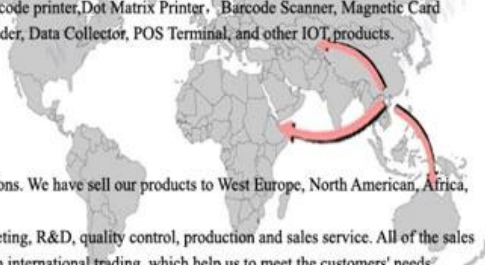 code printer,Dot Matrix Printer, Barcode Scanner, Magnetic Card
der, Data Collector, POS Terminal, and other IOT products.
ons. We have sell our products to West Europe, North American, Africa,
eting, R&D, quality control, production and sales service. All of the sales
international trading, which help us to meet the customers' needs